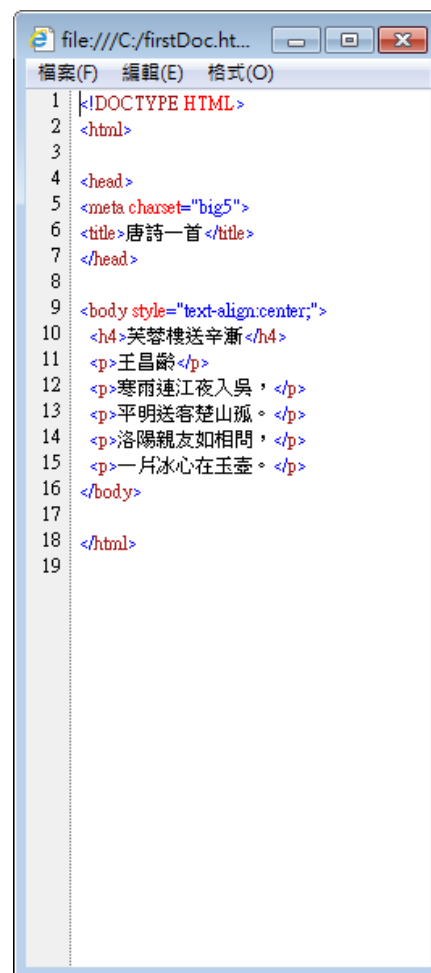 file:///C:/firstDoc.ht...
檔案(F) 編輯(E) 格式(O)
1 <!DOCTYPE HTML>
2 <html>
3
4 <head>
5 <meta charset="big5">
6 <title>唐詩一首</title>
7 </head>
8
9 <body style="text-align:center;">
10 <h4>芙蓉樓送辛漸</h4>
11 <p>王昌齡</p>
12 <p>寒雨連江夜入吳，</p>
13 <p>平明送客楚山孤。</p>
14 <p>洛陽親友如相問，</p>
15 <p>一片冰心在玉壺。</p>
16 </body>
17
18 </html>
19